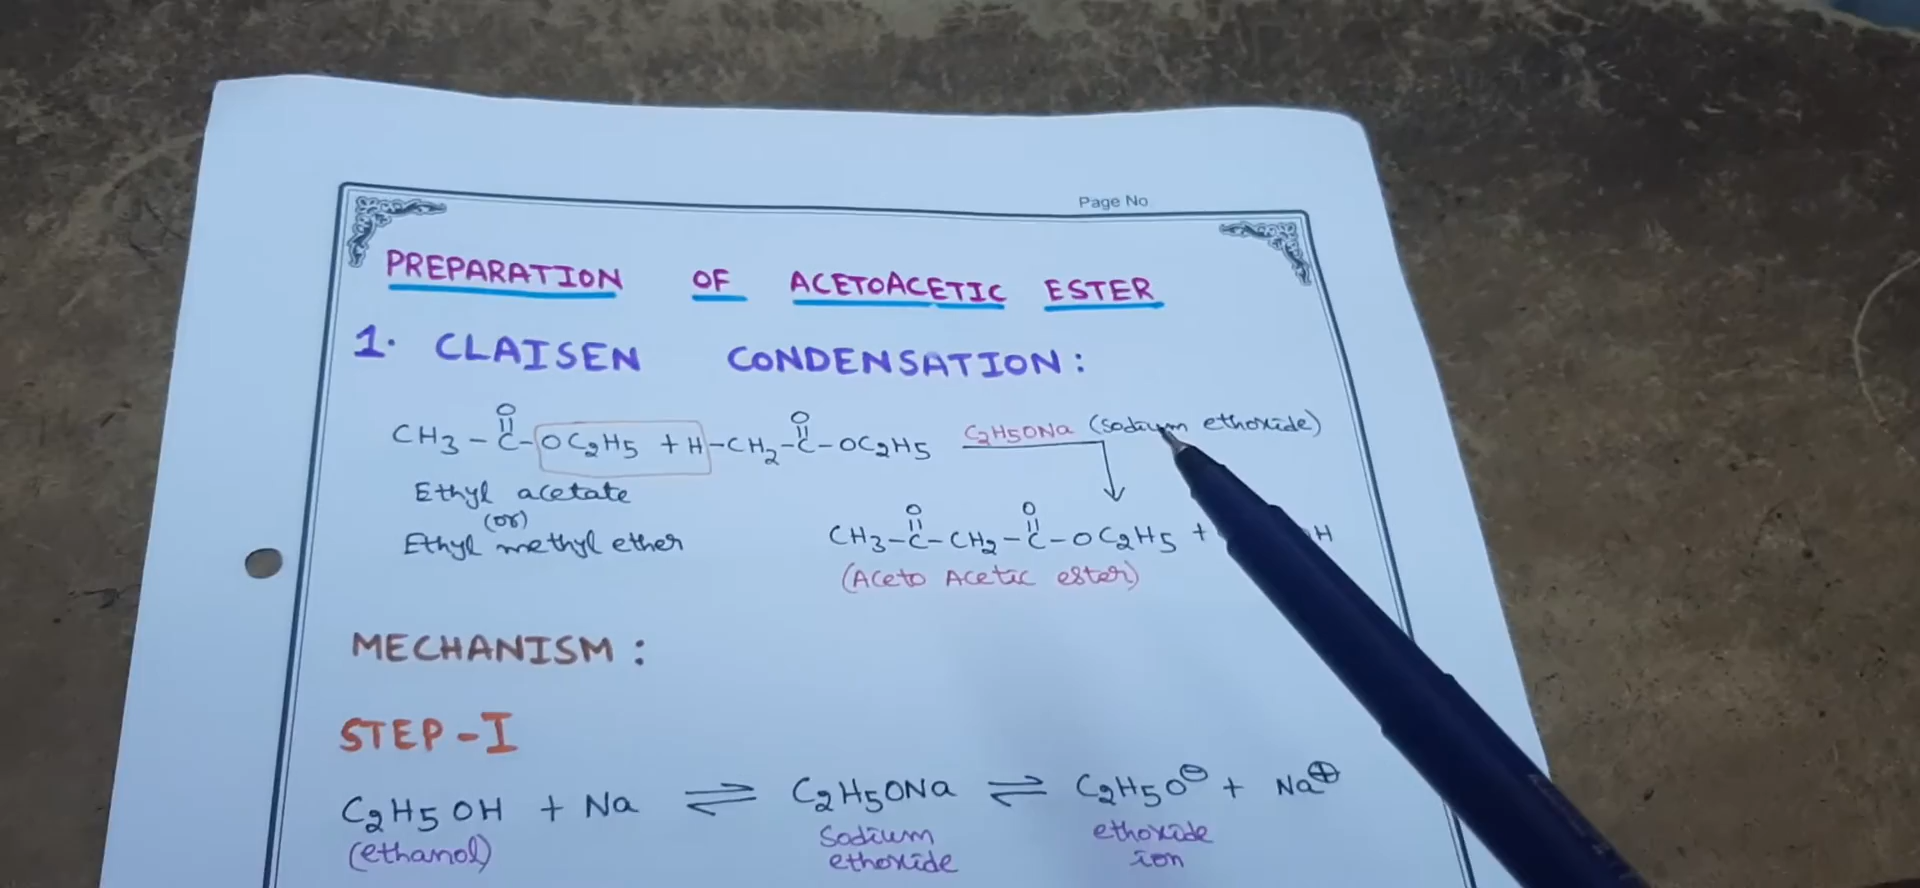 Page No
PREPARATION OF ACETOACETIC ESTER
1. CLAISEN CONDENSATION:
CH3-C(=O)-OC2H5 + H-CH2-C(=O)-OC2H5 C2H5ONa (Sodium ethoxide)
Ethyl acetate
(or)
Ethyl methyl ether
CH3-C(=O)-CH2-C(=O)-OC2H5 + H
(Aceto Acetic ester)
MECHANISM:
STEP-I
C2H5OH + Na ⇌ C2H5ONa ⇌ C2H5O⊖ + Na⊕
(ethanol) Sodium ethoxide ethoxide ion